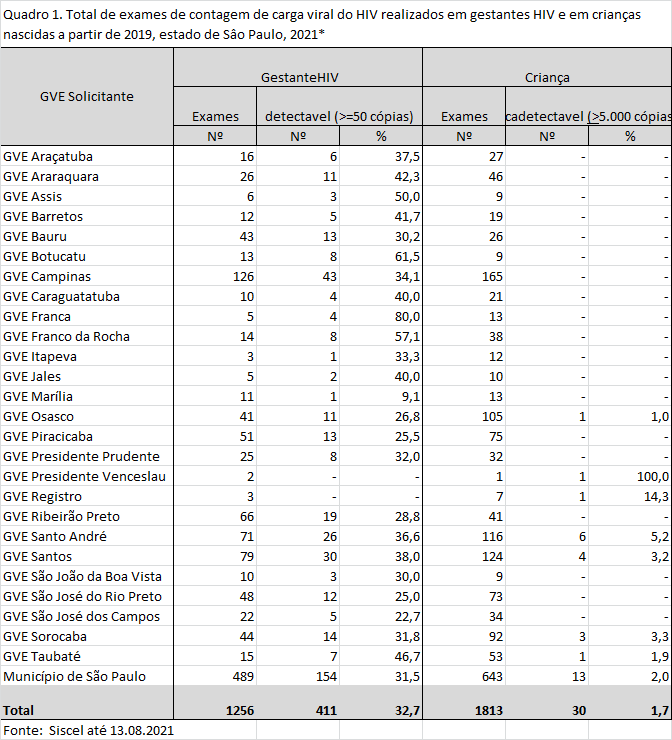 Quadro 1. Total de exames de contagem de carga viral do HIV realizados em gestantes HIV e em crianças
nascidas a partir de 2019, estado de São Paulo, 2021*
GVE Solicitante GestanteHIV Criança
Exames detectavel (>=50 cópias) Exames cadetectavel (>5.000 cópias
Nº Nº % Nº Nº %
GVE Araçatuba 16 6 37,5 27 - -
GVE Araraquara 26 11 42,3 46 - -
GVE Assis 6 3 50,0 9 - -
GVE Barretos 12 5 41,7 19 - -
GVE Bauru 43 13 30,2 26 - -
GVE Botucatu 13 8 61,5 9 - -
GVE Campinas 126 43 34,1 165 - -
GVE Caraguatatuba 10 4 40,0 21 - -
GVE Franca 5 4 80,0 13 - -
GVE Franco da Rocha 14 8 57,1 38 - -
GVE Itapeva 3 1 33,3 12 - -
GVE Jales 5 2 40,0 10 - -
GVE Marília 11 1 9,1 13 - -
GVE Osasco 41 11 26,8 105 1 1,0
GVE Piracicaba 51 13 25,5 75 - -
GVE Presidente Prudente 25 8 32,0 32 - -
GVE Presidente Venceslau 2 - - 1 1 100,0
GVE Registro 3 - - 7 1 14,3
GVE Ribeirão Preto 66 19 28,8 41 - -
GVE Santo André 71 26 36,6 116 6 5,2
GVE Santos 79 30 38,0 124 4 3,2
GVE São João da Boa Vista 10 3 30,0 9 - -
GVE São José do Rio Preto 48 12 25,0 73 - -
GVE São José dos Campos 22 5 22,7 34 - -
GVE Sorocaba 44 14 31,8 92 3 3,3
GVE Taubaté 15 7 46,7 53 1 1,9
Município de São Paulo 489 154 31,5 643 13 2,0
Total 1256 411 32,7 1813 30 1,7
Fonte: Siscel até 13.08.2021